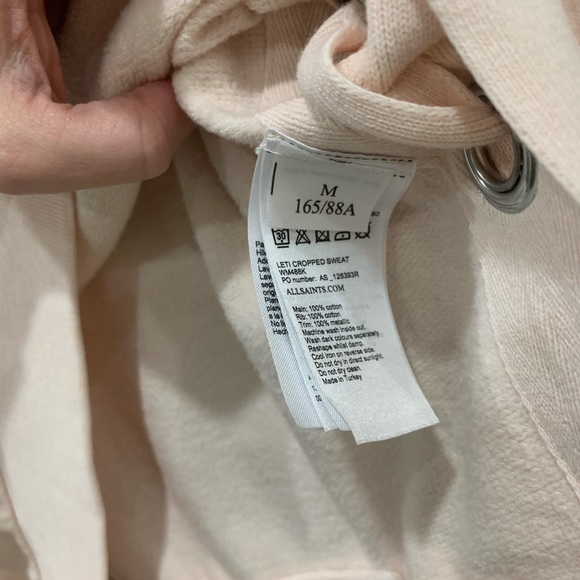 M
165/88A
30
LETI CROPPED SWEAT
WM488K
PO number: AS_126393R
ALLSAINTS.COM
Main: 100% cotton
Rib: 100% cotton
Trim: 100% metallic
Machine wash inside out.
Wash dark colours separately.
Reshape whilst damp.
Cool iron on reverse side.
Do not dry in direct sunlight.
Do not dry clean.
Made in Turkey